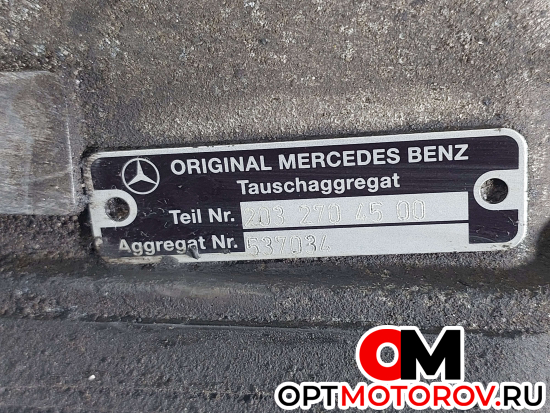 ORIGINAL MERCEDES BENZ
Tauschaggregat
Teil Nr. 203 270 45 00
Aggregat Nr. 537034
OM
OPTMOTOROV.RU